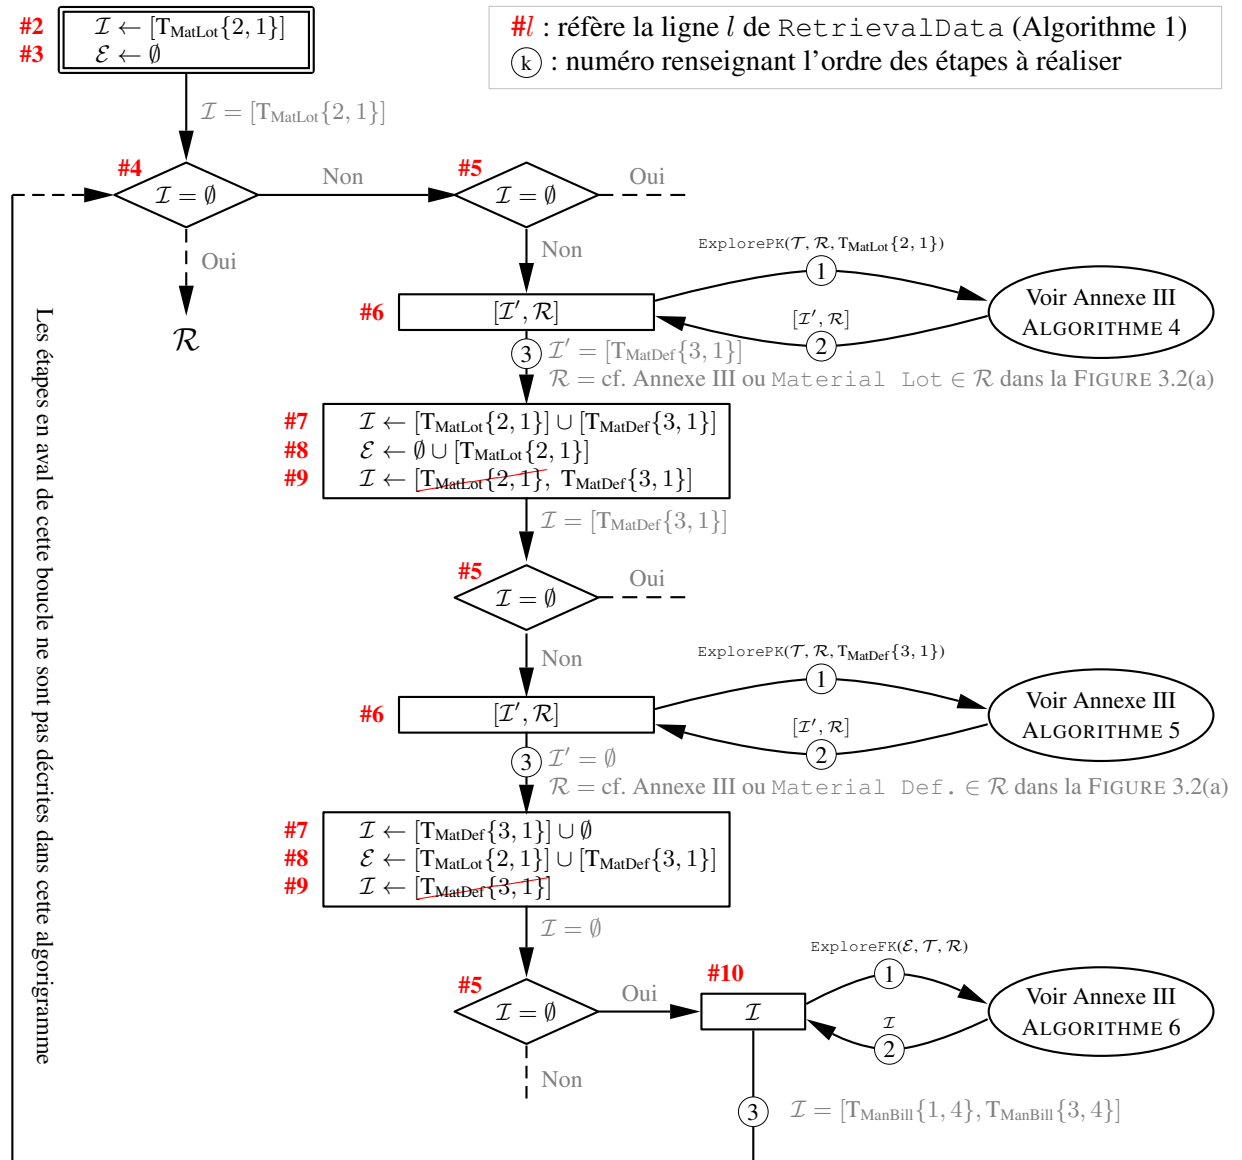 #2 ℐ ← [T_MatLot{2, 1}]
#3 ℰ ← ∅
#l : réfère la ligne l de RetrievalData (Algorithme 1)
k : numéro renseignant l'ordre des étapes à réaliser
ℐ = [T_MatLot{2, 1}]
#4
ℐ = ∅
Non
#5
ℐ = ∅
Oui
Oui
ℛ
Non
ExplorePK(𝒯, ℛ, T_MatLot{2, 1})
1
#6 [ℐ′, ℛ]
[ℐ′, ℛ]
2
Voir Annexe III
ALGORITHME 4
3 ℐ′ = [T_MatDef{3, 1}]
ℛ = cf. Annexe III ou Material Lot ∈ ℛ dans la FIGURE 3.2(a)
#7 ℐ ← [T_MatLot{2, 1}] ∪ [T_MatDef{3, 1}]
#8 ℰ ← ∅ ∪ [T_MatLot{2, 1}]
#9 ℐ ← [T_MatLot{2, 1}, T_MatDef{3, 1}]
ℐ = [T_MatDef{3, 1}]
#5
ℐ = ∅
Oui
Non
ExplorePK(𝒯, ℛ, T_MatDef{3, 1})
1
#6 [ℐ′, ℛ]
[ℐ′, ℛ]
2
Voir Annexe III
ALGORITHME 5
3 ℐ′ = ∅
ℛ = cf. Annexe III ou Material Def. ∈ ℛ dans la FIGURE 3.2(a)
#7 ℐ ← [T_MatDef{3, 1}] ∪ ∅
#8 ℰ ← [T_MatLot{2, 1}] ∪ [T_MatDef{3, 1}]
#9 ℐ ← [T_MatDef{3, 1}]
ℐ = ∅
#5
ℐ = ∅
Oui
Non
#10
ℐ
ExploreFK(ℰ, 𝒯, ℛ)
1
ℐ
2
Voir Annexe III
ALGORITHME 6
3 ℐ = [T_ManBill{1, 4}, T_ManBill{3, 4}]
Les étapes en aval de cette boucle ne sont pas décrites dans cette algorigramme